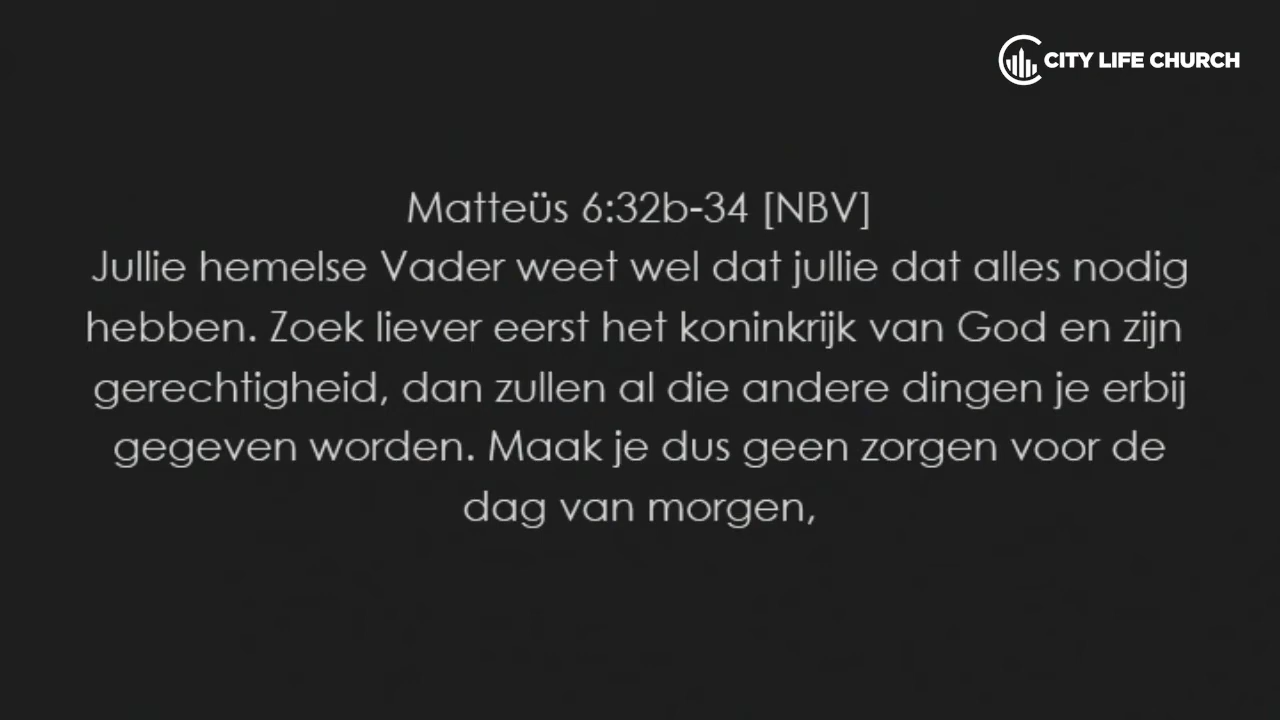 CITY LIFE CHURCH
Matteüs 6:32b-34 [NBV]
Jullie hemelse Vader weet wel dat jullie dat alles nodig
hebben. Zoek liever eerst het koninkrijk van God en zijn
gerechtigheid, dan zullen al die andere dingen je erbij
gegeven worden. Maak je dus geen zorgen voor de
dag van morgen,